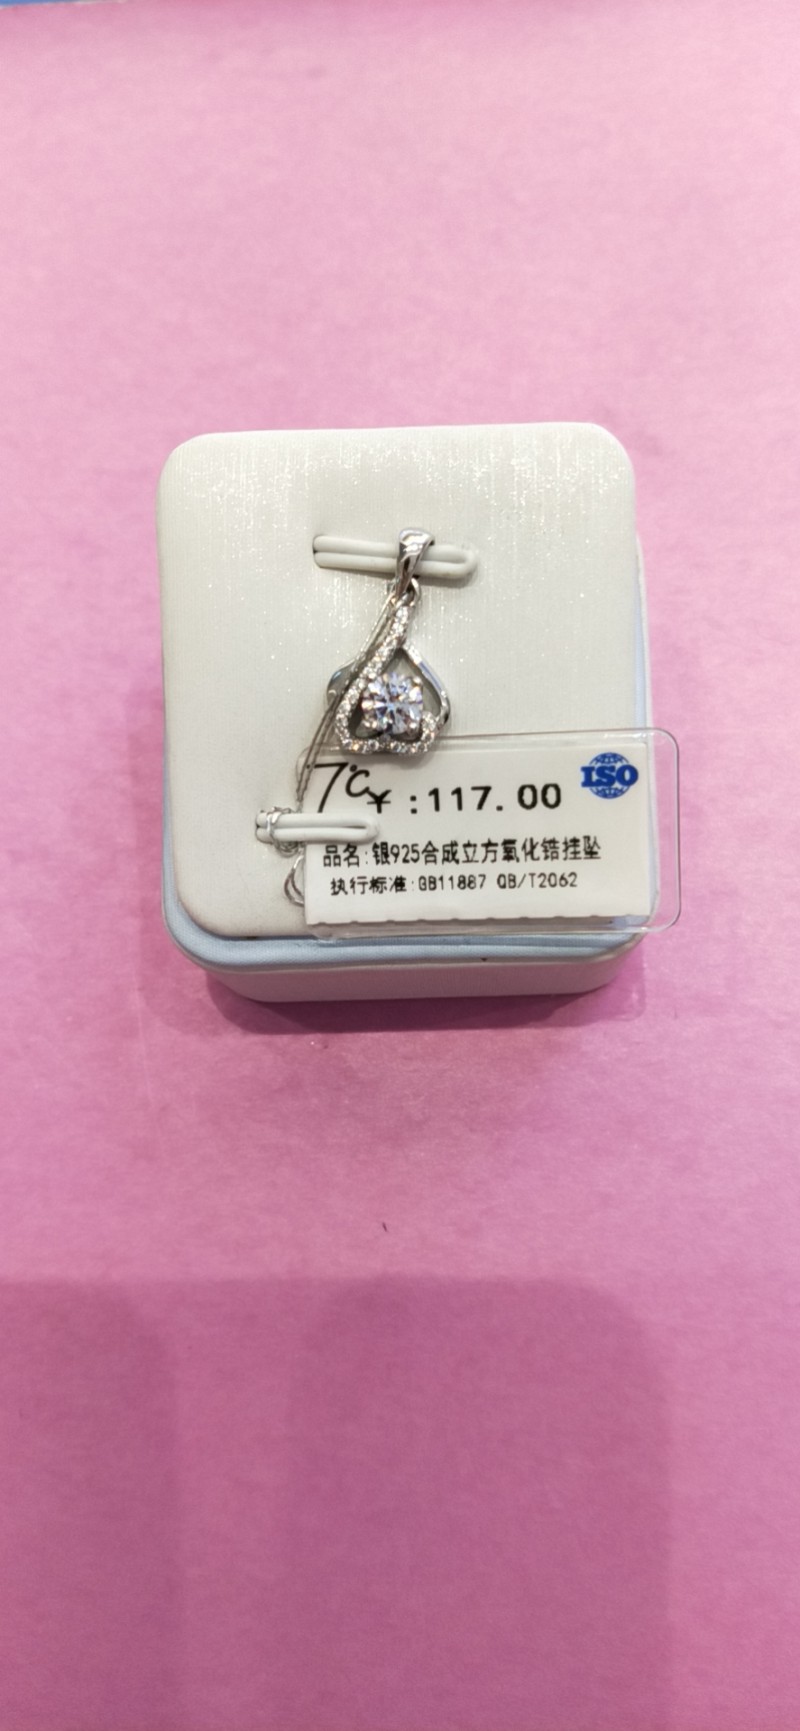 7℃
¥:117.00
ISO
品名:银925合成立方氧化锆挂坠
执行标准:GB11887 QB/T2062